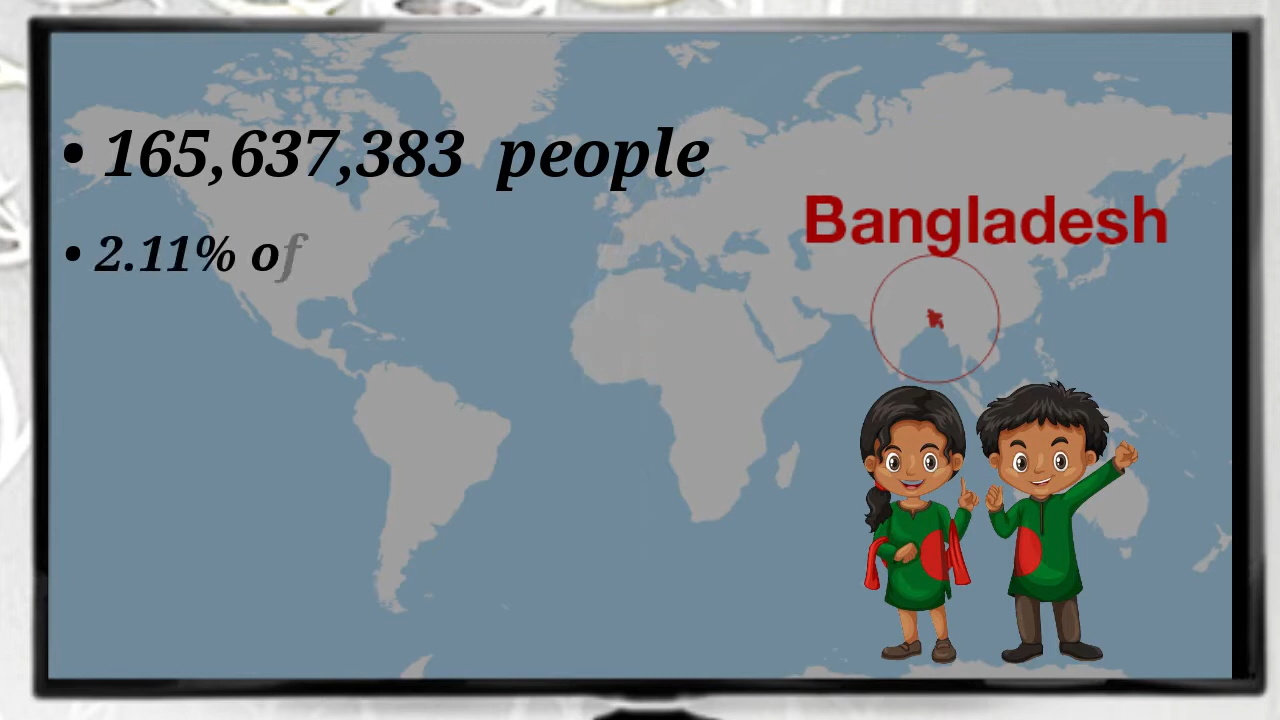 • 165,637,383 people
• 2.11% of
Bangladesh